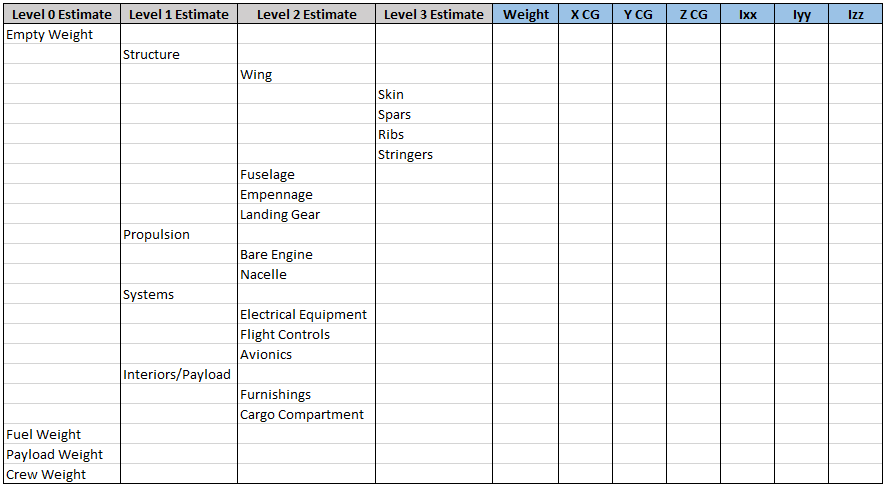 Level 0 Estimate Level 1 Estimate Level 2 Estimate Level 3 Estimate Weight X CG Y CG Z CG Ixx Iyy Izz
Empty Weight
Structure
Wing
Skin
Spars
Ribs
Stringers
Fuselage
Empennage
Landing Gear
Propulsion
Bare Engine
Nacelle
Systems
Electrical Equipment
Flight Controls
Avionics
Interiors/Payload
Furnishings
Cargo Compartment
Fuel Weight
Payload Weight
Crew Weight